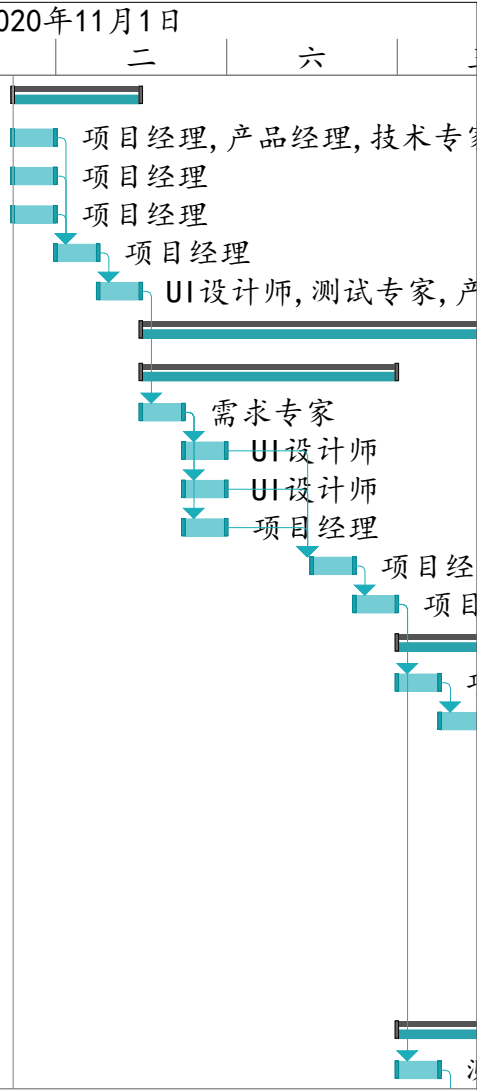 020年11月1日
二 六
项目经理,产品经理,技术专
项目经理
项目经理
项目经理
UI设计师,测试专家,产
需求专家
UI设计师
UI设计师
项目经理
项目经
项目